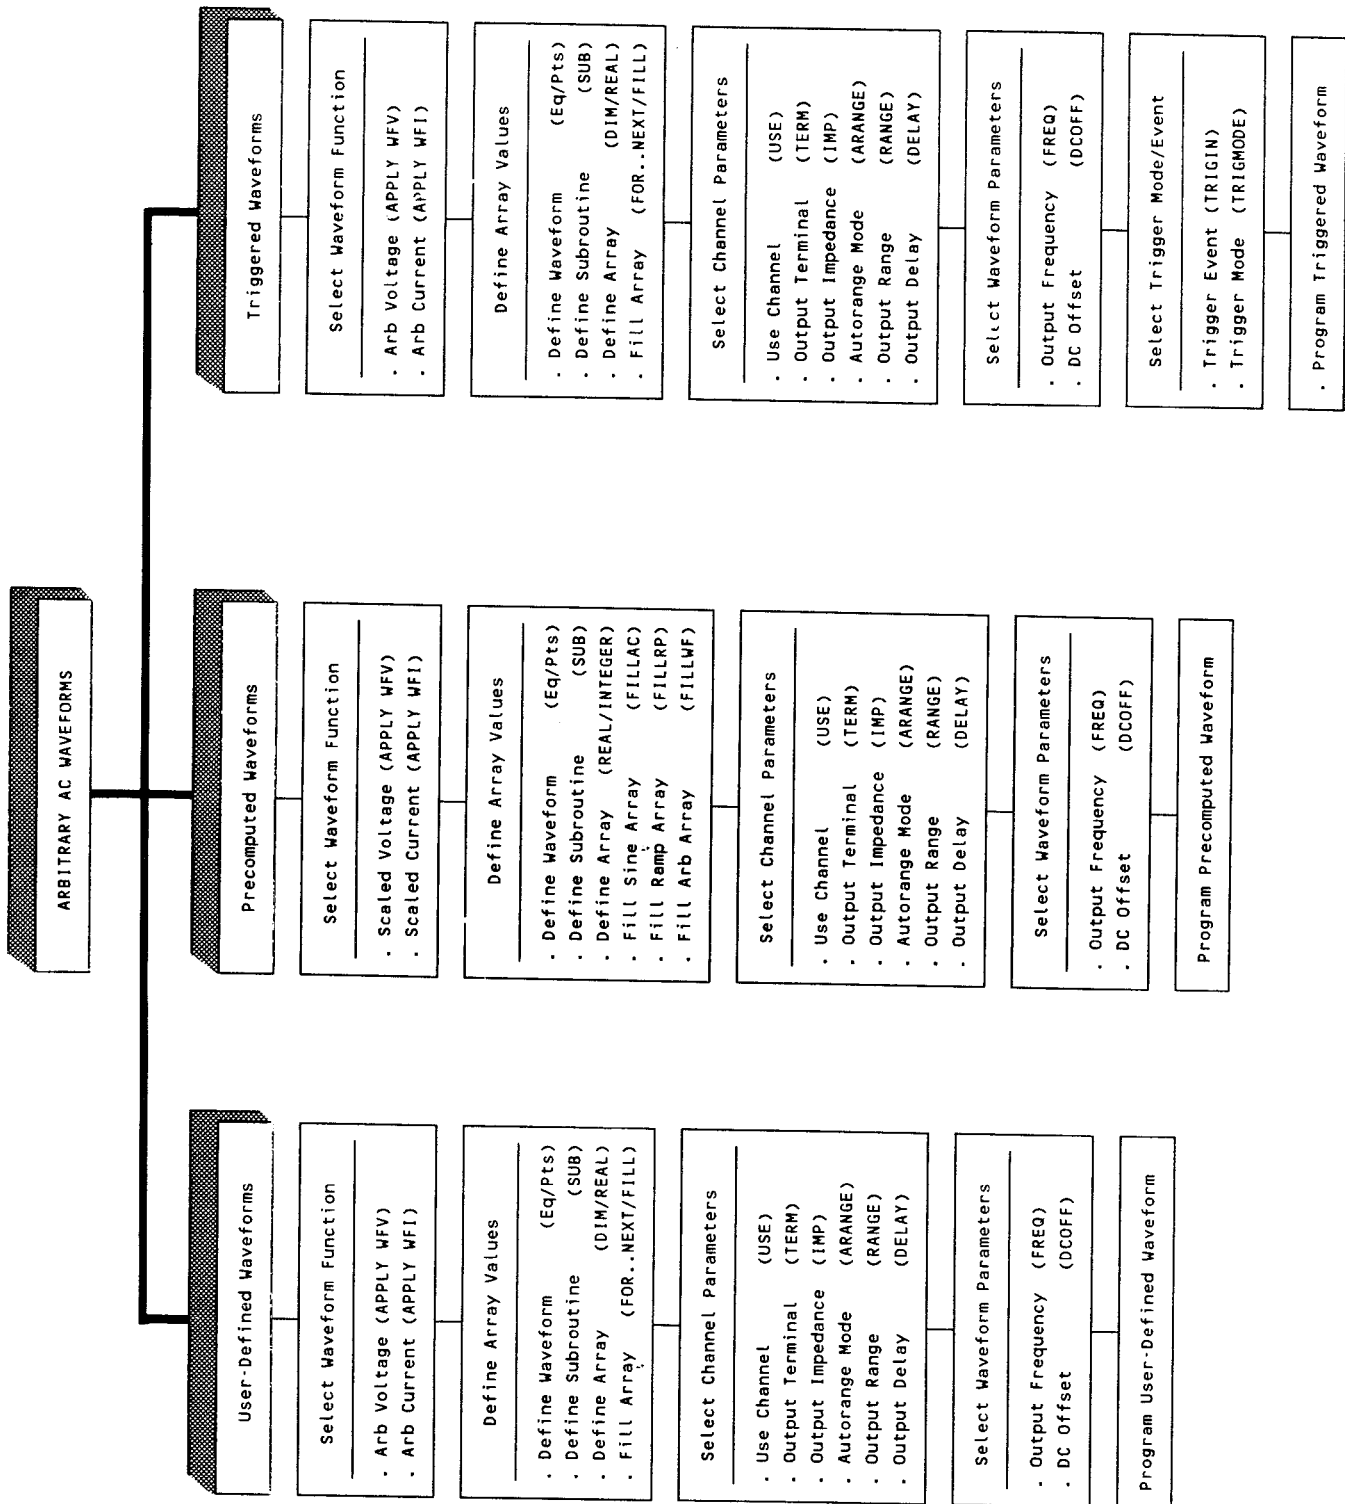 ARBITRARY AC WAVEFORMS
User-Defined Waveforms
Select Waveform Function
. Arb Voltage (APPLY WFV)
. Arb Current (APPLY WFI)
Define Array Values
. Define Waveform (Eq/Pts)
. Define Subroutine (SUB)
. Define Array (DIM/REAL)
. Fill Array (FOR..NEXT/FILL)
Select Channel Parameters
. Use Channel (USE)
. Output Terminal (TERM)
. Output Impedance (IMP)
. Autorange Mode (ARANGE)
. Output Range (RANGE)
. Output Delay (DELAY)
Select Waveform Parameters
. Output Frequency (FREQ)
. DC Offset (DCOFF)
Program User-Defined Waveform
Precomputed Waveforms
Select Waveform Function
. Scaled Voltage (APPLY WFV)
. Scaled Current (APPLY WFI)
Define Array Values
. Define Waveform (Eq/Pts)
. Define Subroutine (SUB)
. Define Array (REAL/INTEGER)
. Fill Sine Array (FILLAC)
. Fill Ramp Array (FILLRP)
. Fill Arb Array (FILLWF)
Select Channel Parameters
. Use Channel (USE)
. Output Terminal (TERM)
. Output Impedance (IMP)
. Autorange Mode (ARANGE)
. Output Range (RANGE)
. Output Delay (DELAY)
Select Waveform Parameters
. Output Frequency (FREQ)
. DC Offset (DCOFF)
Program Precomputed Waveform
Triggered Waveforms
Select Waveform Function
. Arb Voltage (APPLY WFV)
. Arb Current (APPLY WFI)
Define Array Values
. Define Waveform (Eq/Pts)
. Define Subroutine (SUB)
. Define Array (DIM/REAL)
. Fill Array (FOR..NEXT/FILL)
Select Channel Parameters
. Use Channel (USE)
. Output Terminal (TERM)
. Output Impedance (IMP)
. Autorange Mode (ARANGE)
. Output Range (RANGE)
. Output Delay (DELAY)
Select Waveform Parameters
. Output Frequency (FREQ)
. DC Offset (DCOFF)
Select Trigger Mode/Event
. Trigger Event (TRIGIN)
. Trigger Mode (TRIGMODE)
. Program Triggered Waveform